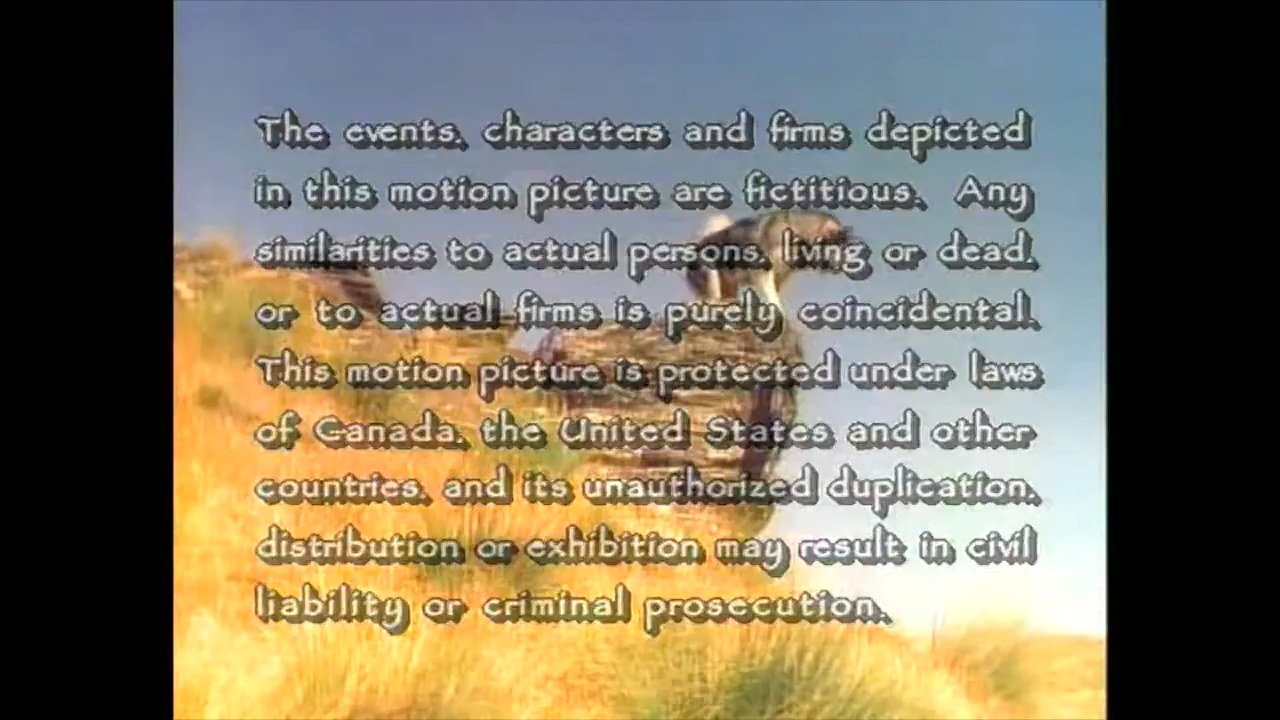 The events, characters and firms depicted
in this motion picture are fictitious. Any
similarities to actual persons, living or dead,
or to actual firms is purely coincidental.
This motion picture is protected under laws
of Canada, the United States and other
countries, and its unauthorized duplication,
distribution or exhibition may result in civil
liability or criminal prosecution.